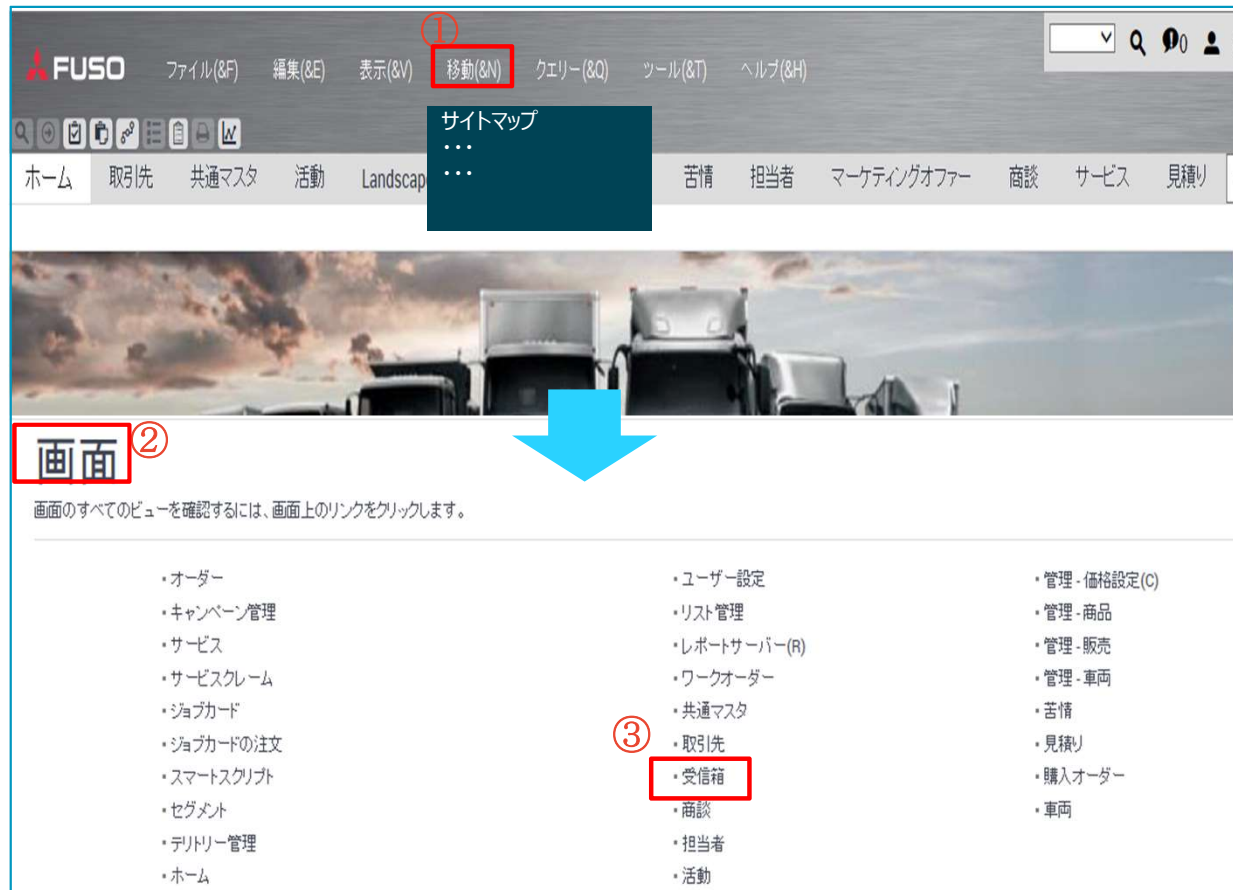 ①
FUSO ファイル(&F) 編集(&E) 表示(&V) 移動(&N) クエリー(&Q) ツール(&T) ヘルプ(&H)
0
サイトマップ
・・・
・・・
ホーム 取引先 共通マスタ 活動 Landscap 苦情 担当者 マーケティングオファー 商談 サービス 見積り
画面 ②
画面のすべてのビューを確認するには、画面上のリンクをクリックします。
・オーダー
・キャンペーン管理
・サービス
・サービスクレーム
・ジョブカード
・ジョブカードの注文
・スマートスクリプト
・セグメント
・テリトリー管理
・ホーム
・ユーザー設定
・リスト管理
・レポートサーバー(R)
・ワークオーダー
・共通マスタ
③
・取引先
・受信箱
・商談
・担当者
・活動
・管理 - 価格設定(C)
・管理 - 商品
・管理 - 販売
・管理 - 車両
・苦情
・見積り
・購入オーダー
・車両